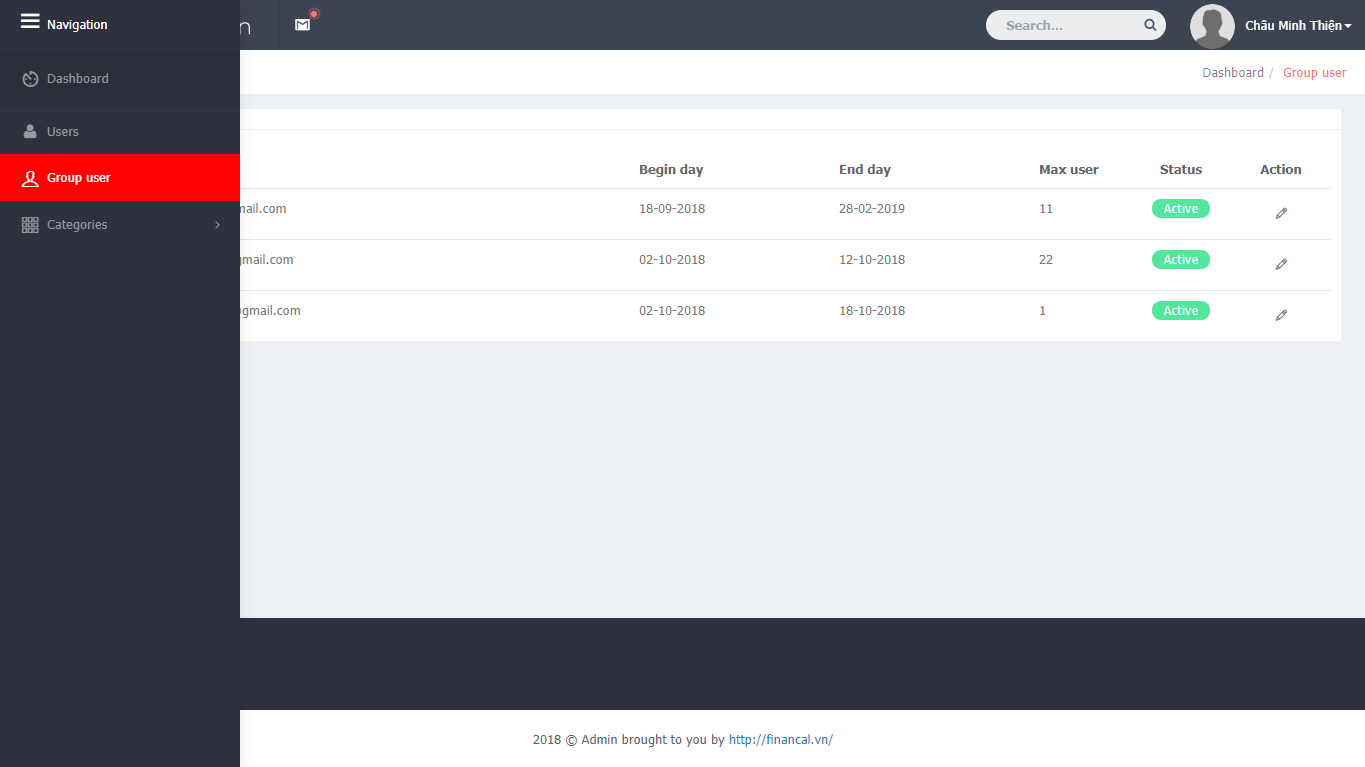 Navigation
Search...
Châu Minh Thiện
Dashboard
Dashboard / Group user
Users
Group user
Categories
Begin day End day Max user Status Action
mail.com 18-09-2018 28-02-2019 11 Active
gmail.com 02-10-2018 12-10-2018 22 Active
gmail.com 02-10-2018 18-10-2018 1 Active
2018 © Admin brought to you by http://financal.vn/